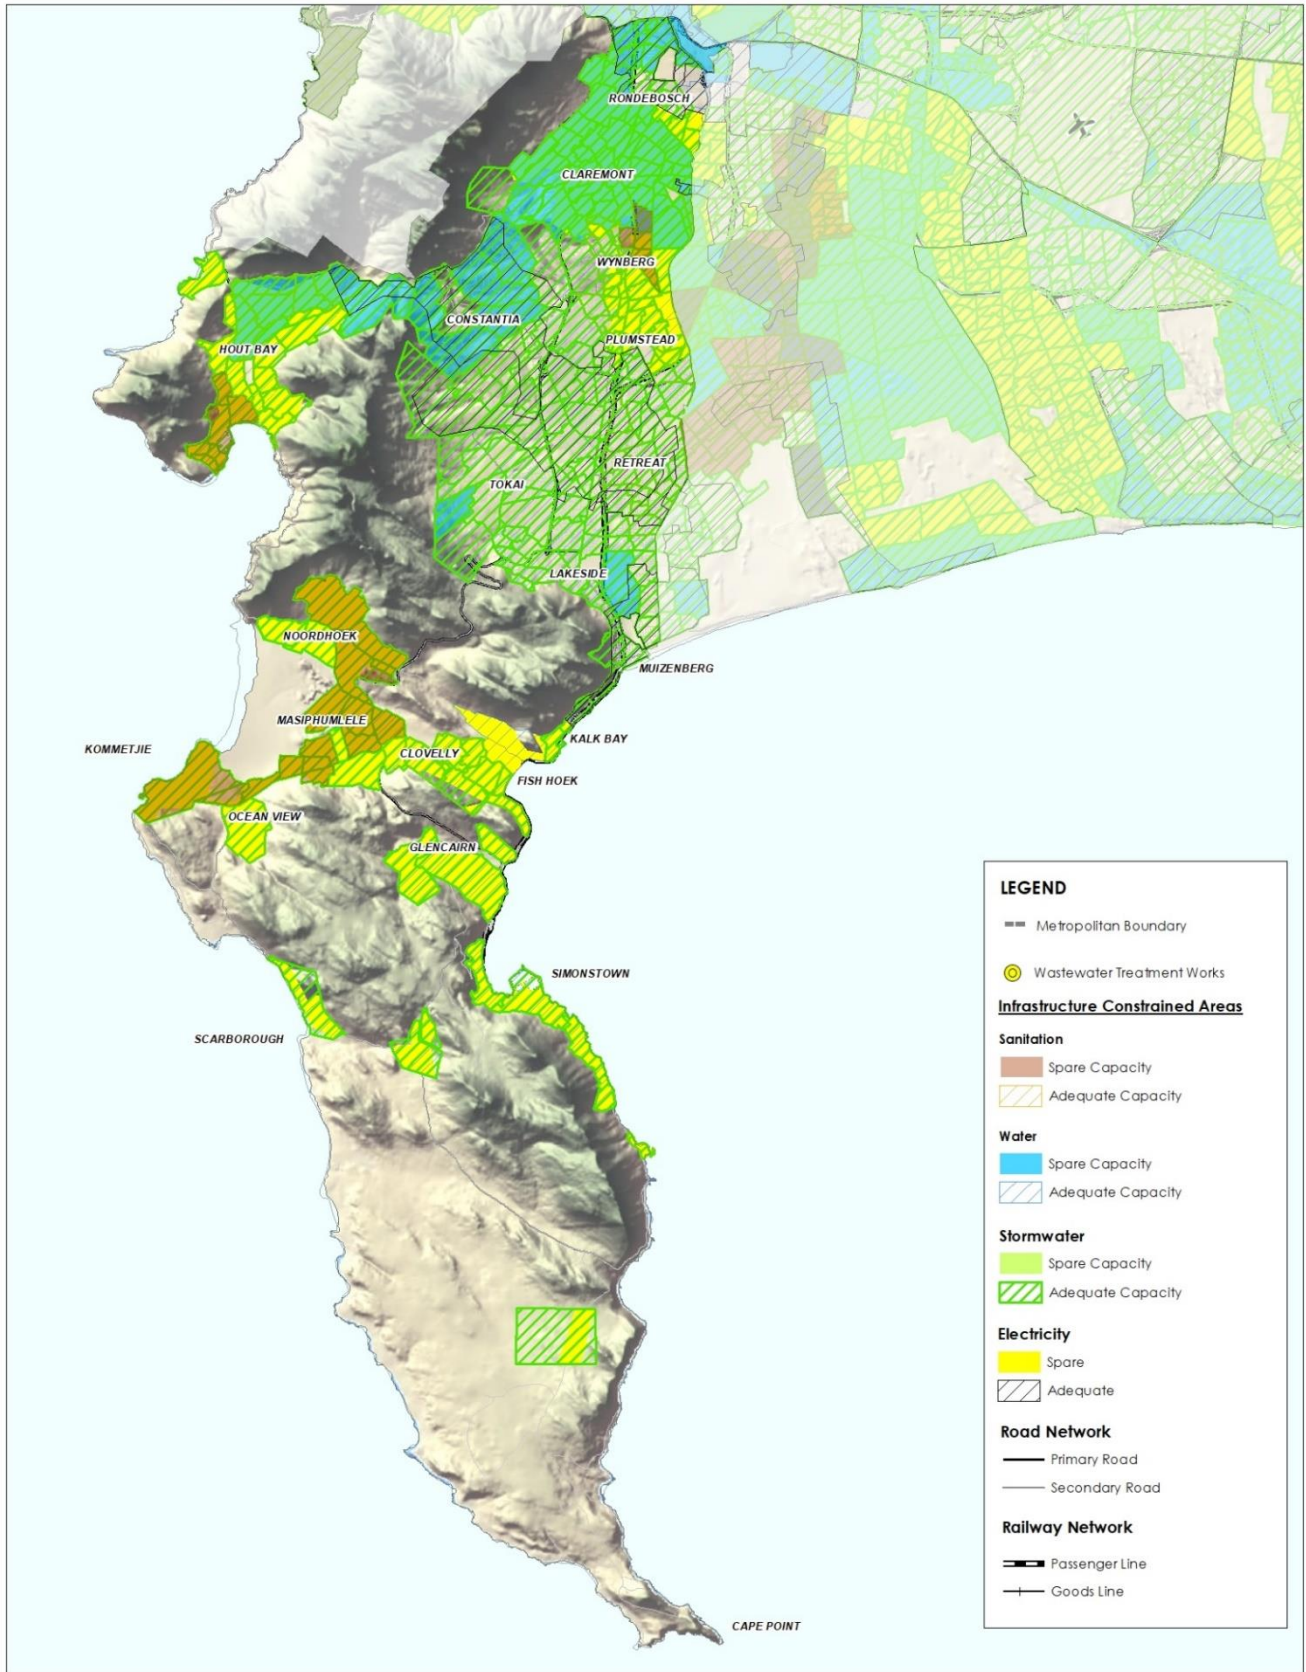 RONDEBOSCH
CLAREMONT
WYNBERG
CONSTANTIA
PLUMSTEAD
HOUT BAY
RETREAT
TOKAI
LAKESIDE
NOORDHOEK
MUIZENBERG
MASIPHUMLELE
KALK BAY
KOMMETJIE
CLOVELLY
FISH HOEK
OCEAN VIEW
GLENCAIRN
SIMONSTOWN
SCARBOROUGH
CAPE POINT
LEGEND
Metropolitan Boundary
Wastewater Treatment Works
Infrastructure Constrained Areas
Sanitation
Spare Capacity
Adequate Capacity
Water
Spare Capacity
Adequate Capacity
Stormwater
Spare Capacity
Adequate Capacity
Electricity
Spare
Adequate
Road Network
Primary Road
Secondary Road
Railway Network
Passenger Line
Goods Line